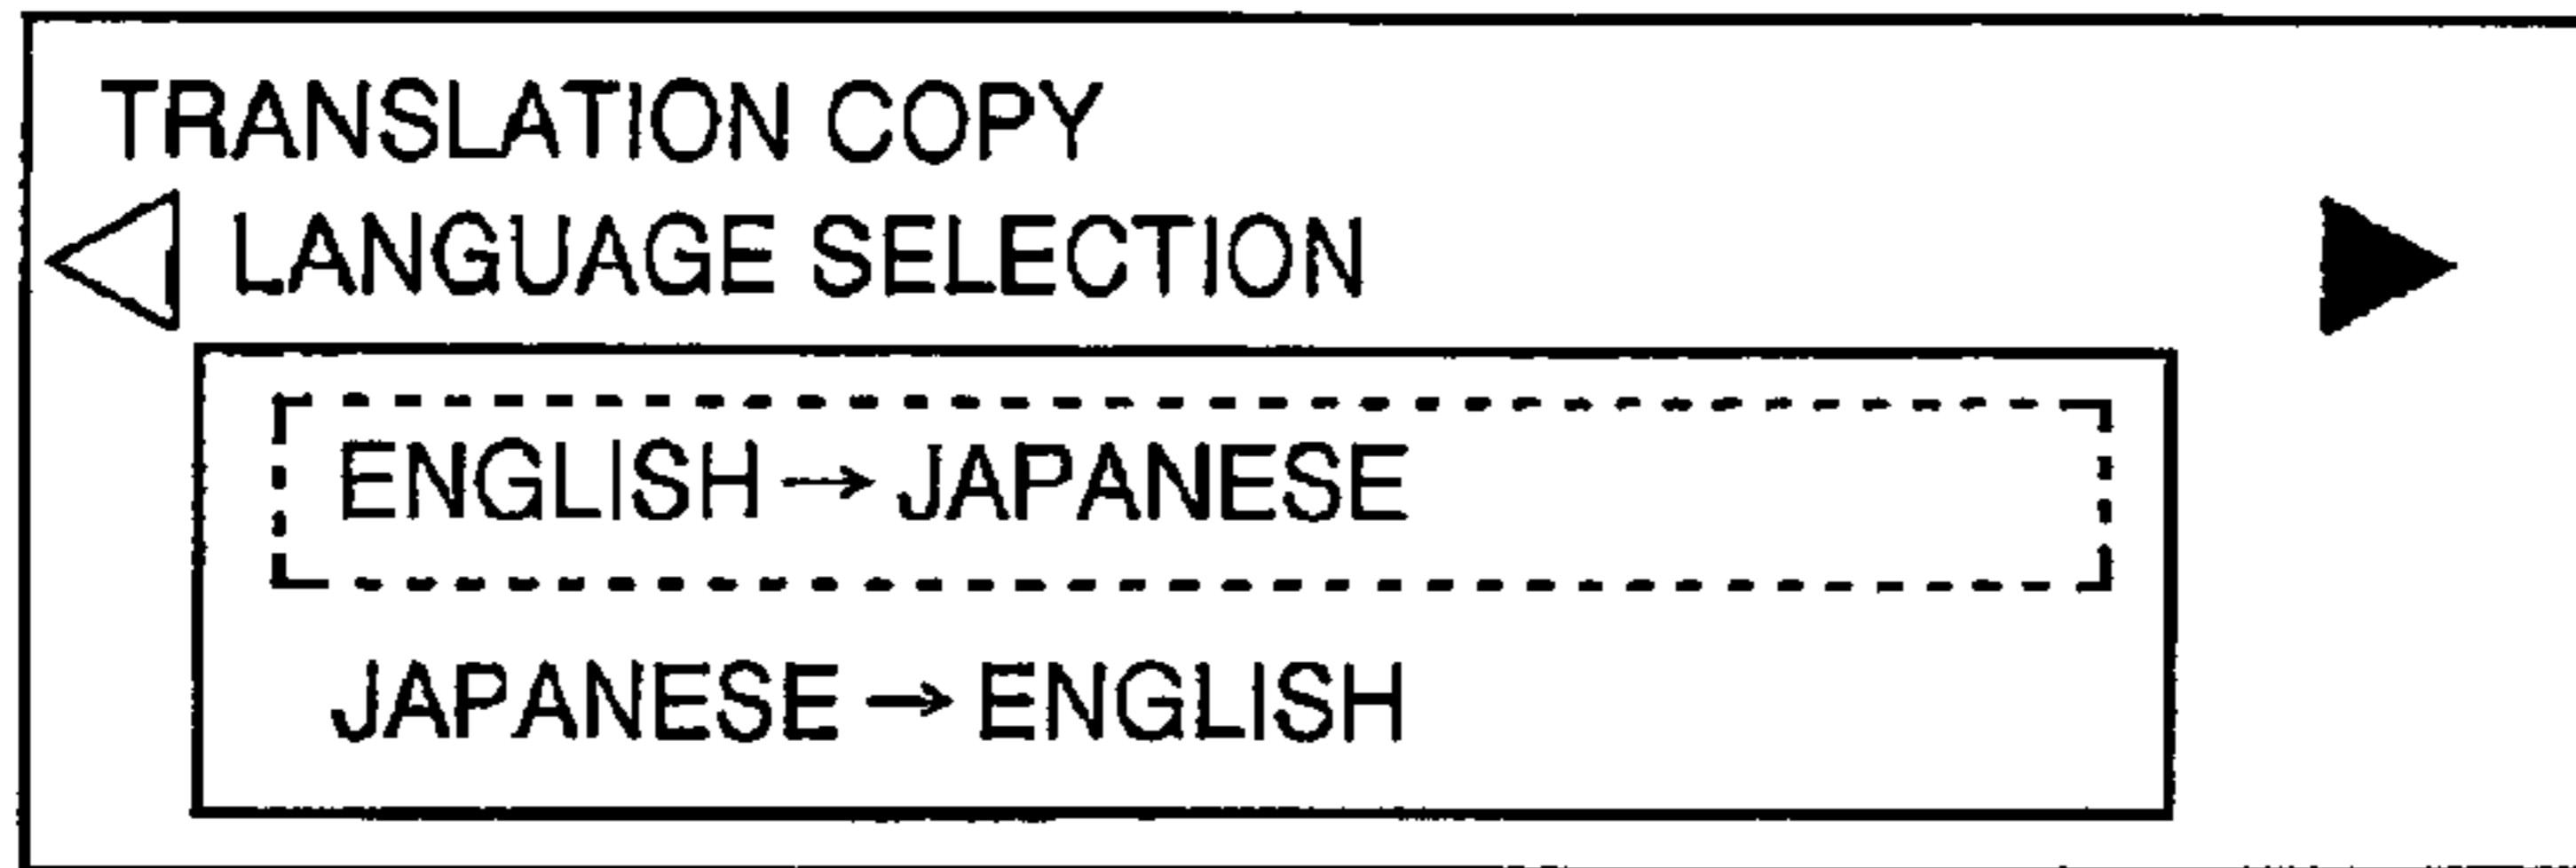 TRANSLATION COPY
LANGUAGE SELECTION
ENGLISH → JAPANESE
JAPANESE → ENGLISH